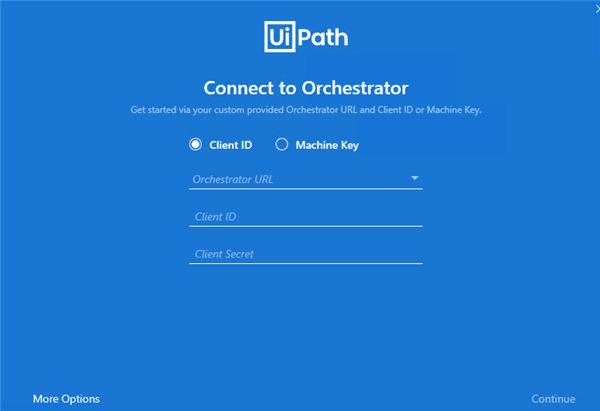 UiPath
Connect to Orchestrator
Get started via your custom provided Orchestrator URL and Client ID or Machine Key.
Client ID Machine Key
Orchestrator URL
Client ID
Client Secret
More Options Continue